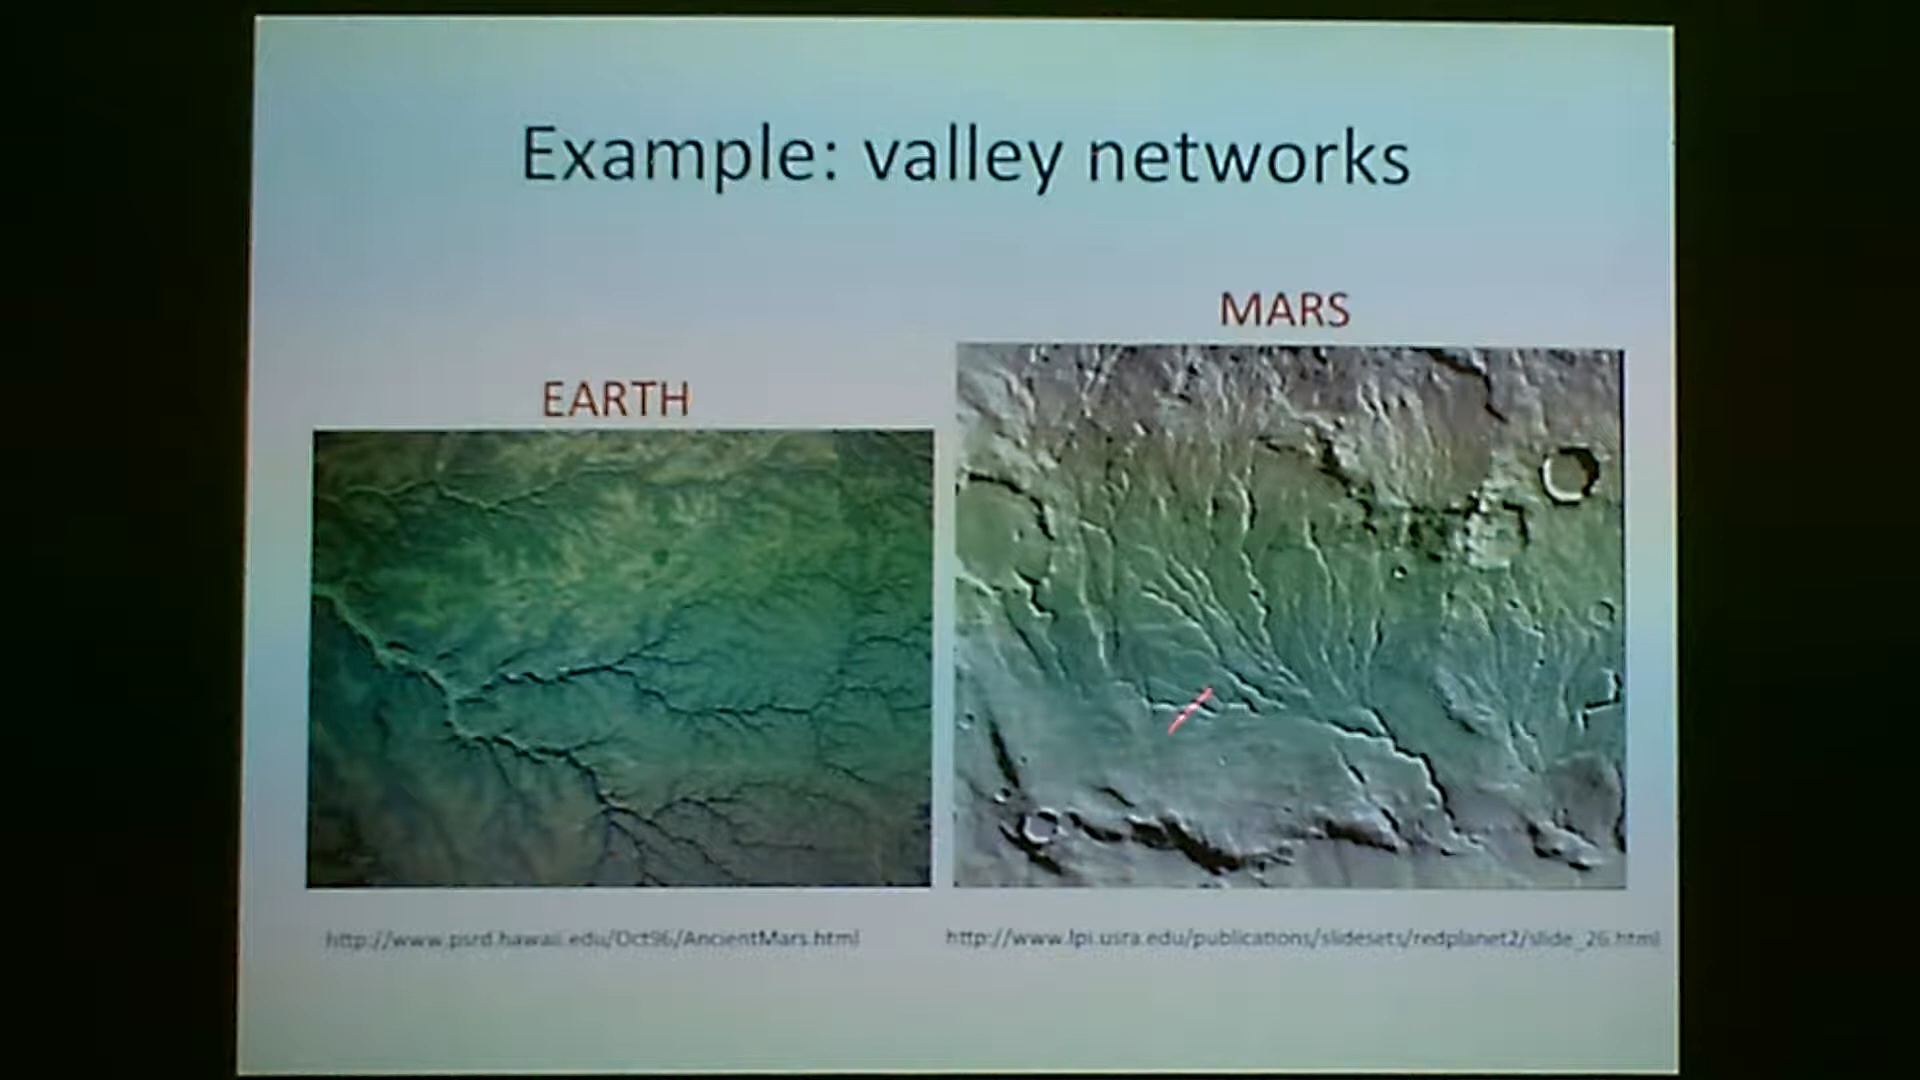 Example: valley networks
MARS
EARTH
http://www.psrd.hawaii.edu/Oct96/AncientMars.html
http://www.lpi.usra.edu/publications/slidesets/redplanet2/slide_26.html